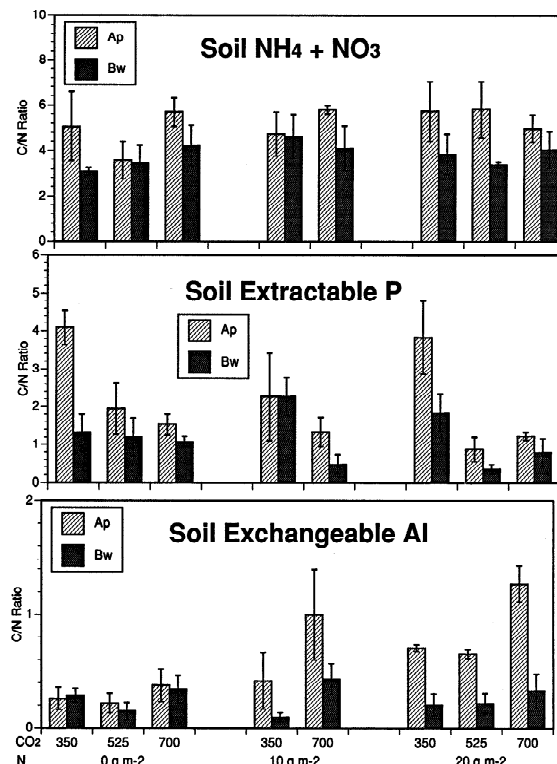 10
Ap
Bw
Soil NH4 + NO3
8
6
4
2
0
C/N Ratio
6
Soil Extractable P
5
Ap
Bw
4
3
2
1
0
C/N Ratio
2
Ap
Bw
Soil Exchangeable Al
1
0
C/N Ratio
CO2 350 525 700 350 700 350 525 700
N 0 g m-2 10 g m-2 20 g m-2